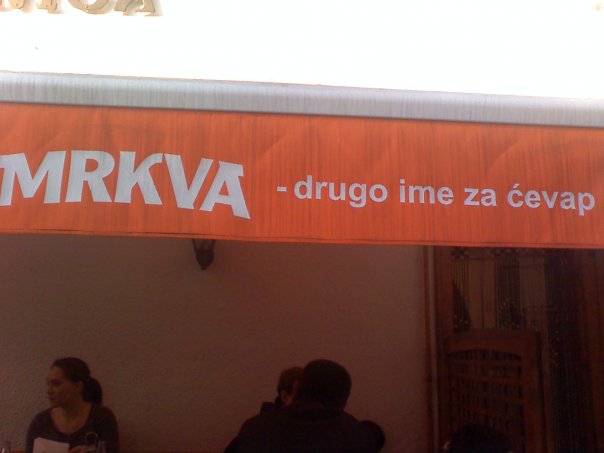 MRKVA - drugo ime za ćevap